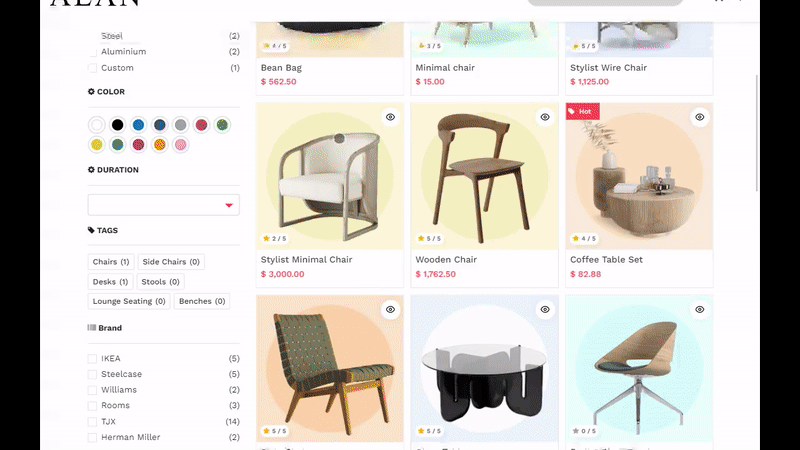 ALAN
Steel (2)
Aluminium (2)
Custom (1)
COLOR
DURATION
TAGS
Chairs (1) Side Chairs (0)
Desks (1) Stools (0)
Lounge Seating (0) Benches (0)
Brand
IKEA (5)
Steelcase (5)
Williams (2)
Rooms (3)
TJX (14)
Herman Miller (2)
4 / 5 3 / 5 5 / 5
Bean Bag Minimal chair Stylist Wire Chair
$ 562.50 $ 15.00 $ 1,125.00
Hot
2 / 5 5 / 5 4 / 5
Stylist Minimal Chair Wooden Chair Coffee Table Set
$ 3,000.00 $ 1,762.50 $ 82.88
5 / 5 5 / 5 0 / 5